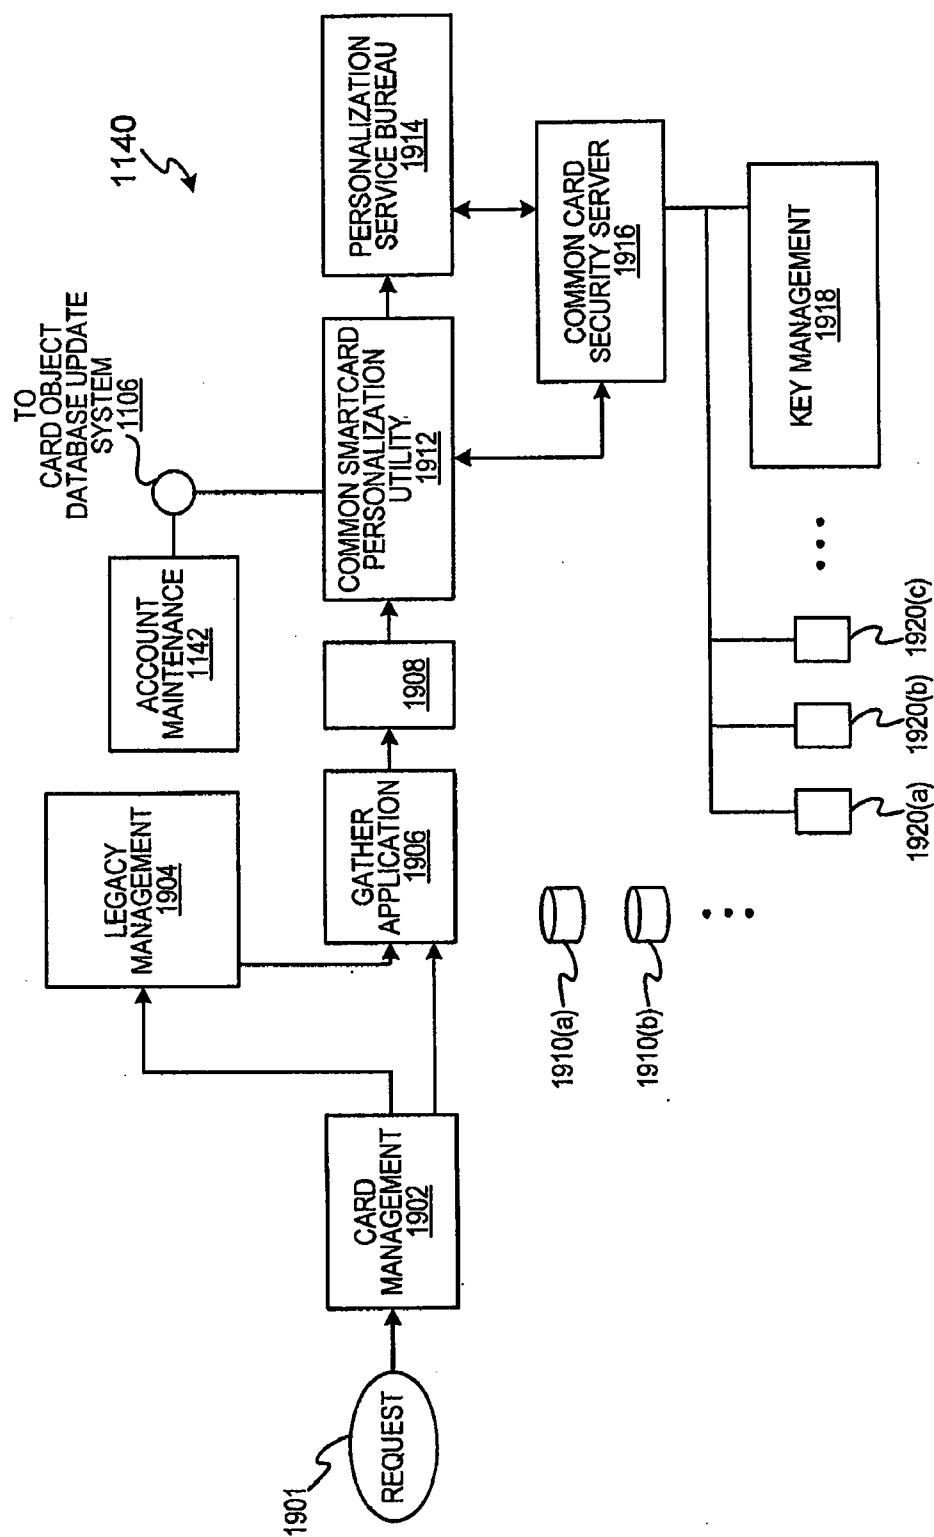 1140
TO
CARD OBJECT
DATABASE UPDATE
SYSTEM
1106
ACCOUNT
MAINTENANCE
1142
LEGACY
MANAGEMENT
1904
1901
REQUEST
CARD
MANAGEMENT
1902
GATHER
APPLICATION
1906
1908
COMMON SMARTCARD
PERSONALIZATION
UTILITY
1912
PERSONALIZATION
SERVICE BUREAU
1914
COMMON CARD
SECURITY SERVER
1916
KEY MANAGEMENT
1918
1910(a)
1910(b)
1920(a)
1920(b)
1920(c)